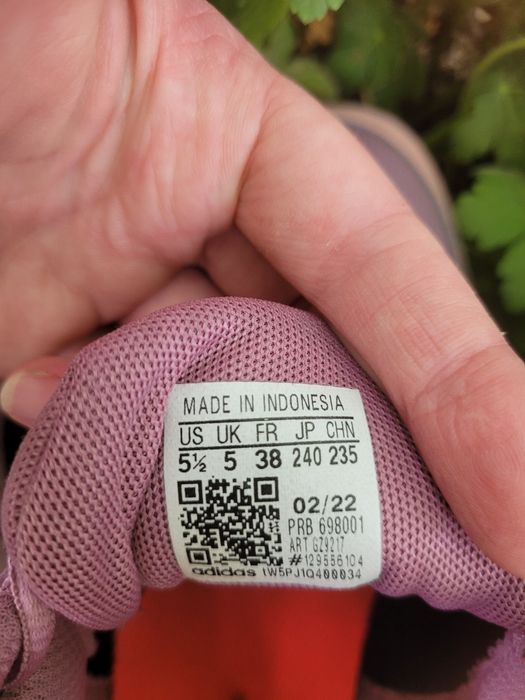 MADE IN INDONESIA
US UK FR JP CHN
5½ 5 38 240 235
02/22
PRB 698001
ART GZ9217
#129556104
adidas 1W5PJ1Q400034